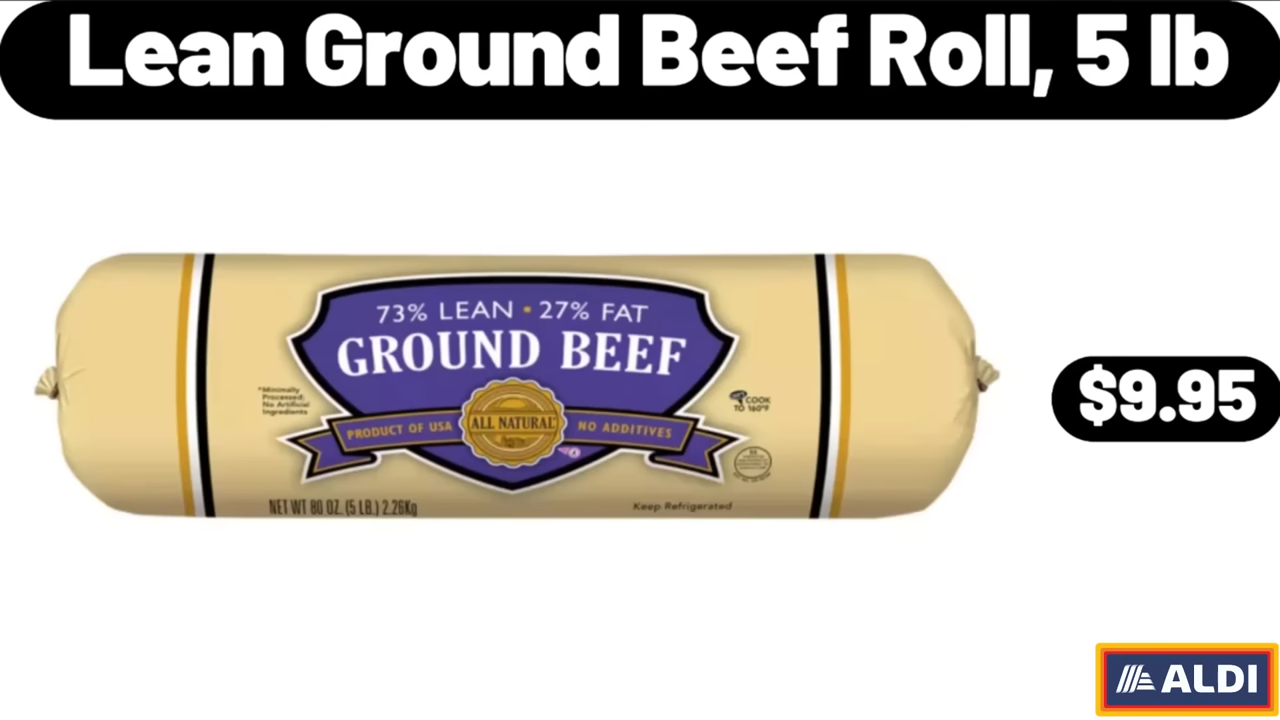 Lean Ground Beef Roll, 5 lb
73% LEAN • 27% FAT
GROUND BEEF
*Minimally
Processed;
No Artificial
Ingredients
COOK
TO 160°F
PRODUCT OF USA
ALL NATURAL*
NO ADDITIVES
NET WT 80 OZ. (5 LB.) 2.26Kg
Keep Refrigerated
$9.95
ALDI